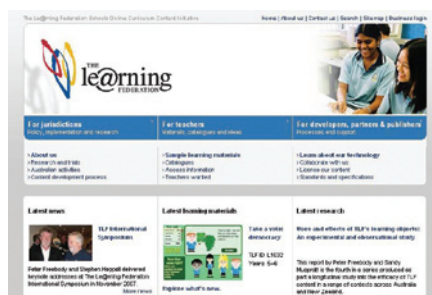 The Le@rning Federation Schools Online Curriculum Content Initiative
Home | About us | Contact us | Search | Sitemap | Business login
THE
le@rning
FEDERATION
For jurisdictions
Policy, implementation and research
For teachers
Materials, catalogues and ideas
For developers, partners & publishers
Processes and support
› About us
› Research and trials
› Australian activities
› Content development process
› Sample learning materials
› Catalogues
› Access information
› Teachers wanted
› Learn about our technology
› Collaborate with us
› License our content
› Standards and specifications
Latest news
TLF International
Symposium
Peter Freebody and Stephen Heppell delivered
keynote addresses at The Le@rning Federation
International Symposium in November 2007.
More news
Latest learning materials
Take a vote:
democracy
TLF ID L1032
Years: 5–6
Explore what's new.
Latest research
Uses and effects of TLF's learning objects:
An experimental and observational study
This report by Peter Freebody and Sandy
Muspratt is the fourth in a series produced as
part a longitudinal study into the efficacy of TLF
content in a range of contexts across Australia
and New Zealand.